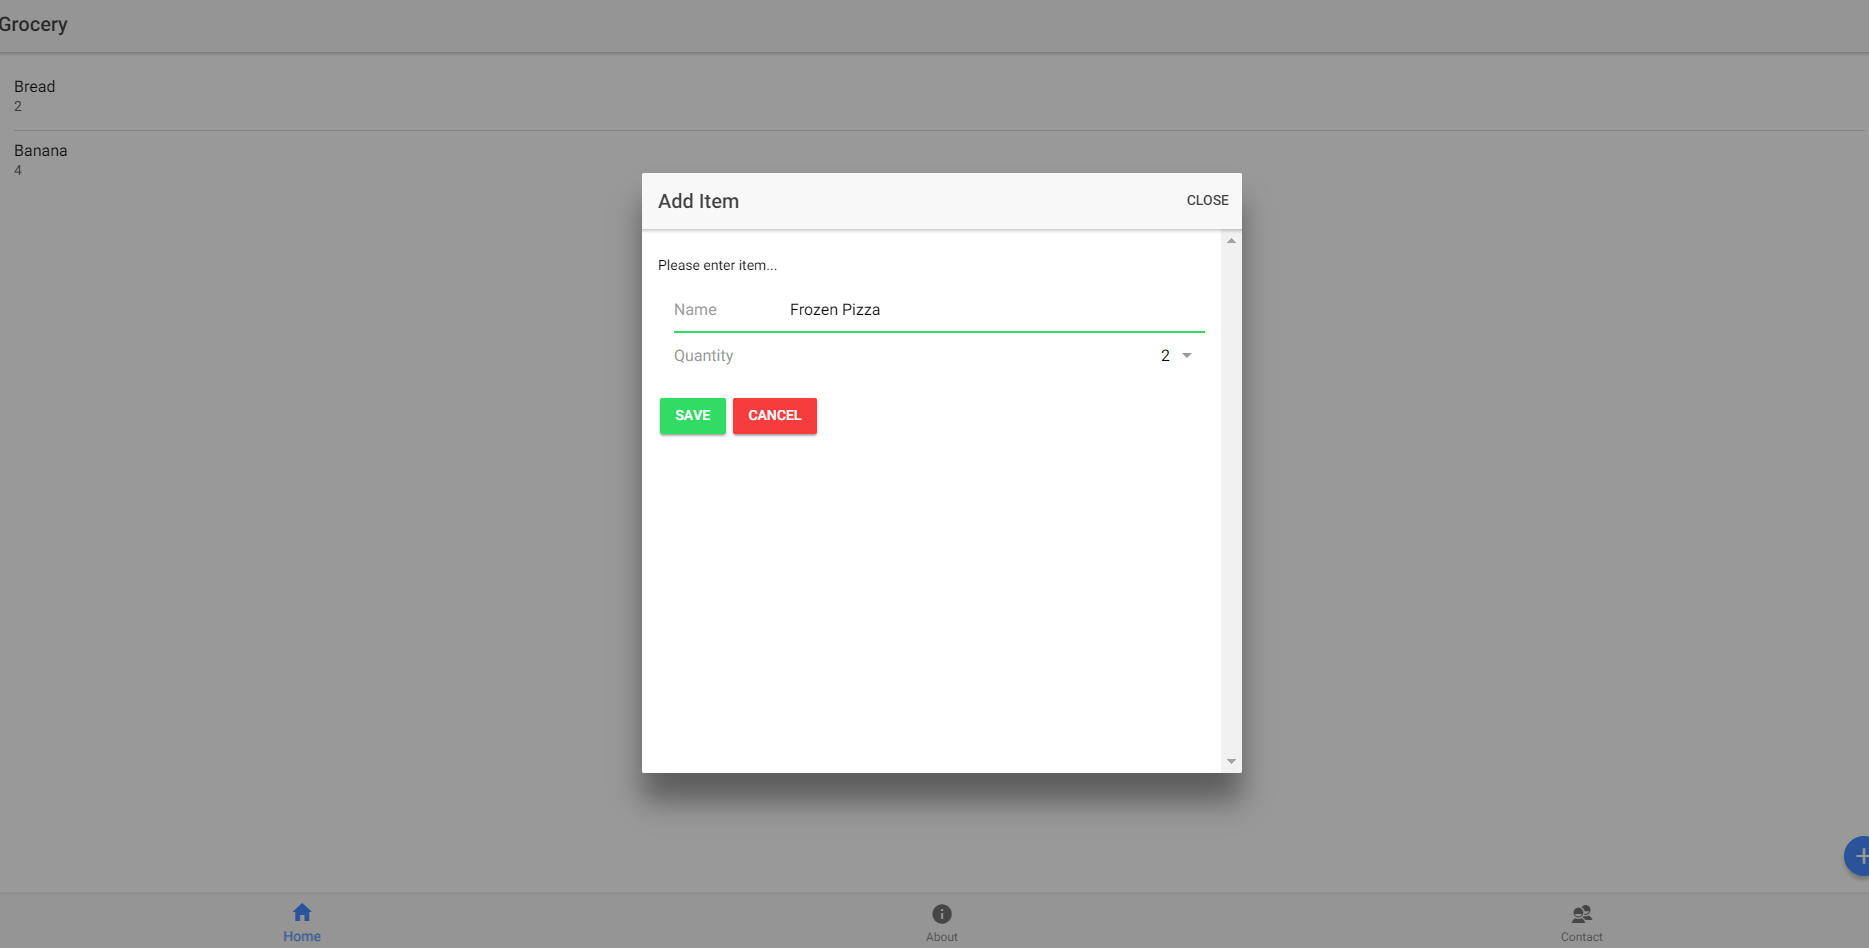 Grocery
Bread
2
Banana
4
Add Item CLOSE
Please enter item...
Name Frozen Pizza
Quantity 2
SAVE CANCEL
Home About Contact